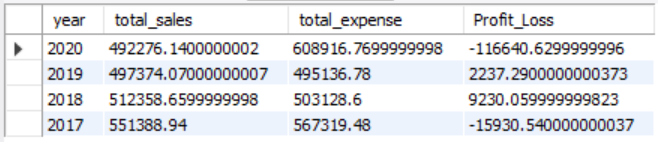 year total_sales total_expense Profit_Loss
2020 492276.1400000002 608916.7699999998 -116640.6299999996
2019 497374.07000000007 495136.78 2237.2900000000373
2018 512358.6599999998 503128.6 9230.059999999823
2017 551388.94 567319.48 -15930.540000000037